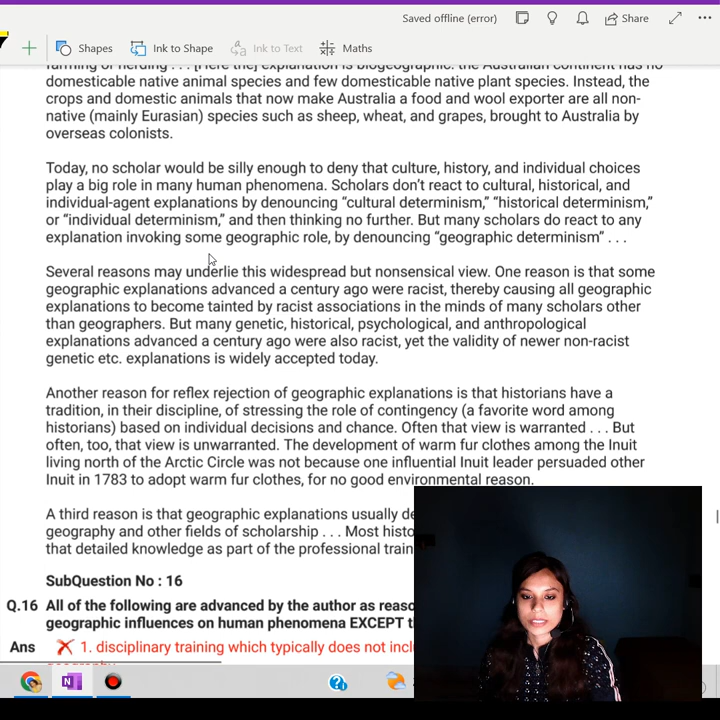 Saved offline (error)
Share
Shapes
Ink to Shape
Ink to Text
Maths
farming or herding . . . [Here the] explanation is biogeographic: the Australian continent has no
domesticable native animal species and few domesticable native plant species. Instead, the
crops and domestic animals that now make Australia a food and wool exporter are all non-
native (mainly Eurasian) species such as sheep, wheat, and grapes, brought to Australia by
overseas colonists.
Today, no scholar would be silly enough to deny that culture, history, and individual choices
play a big role in many human phenomena. Scholars don’t react to cultural, historical, and
individual-agent explanations by denouncing “cultural determinism,” “historical determinism,”
or “individual determinism,” and then thinking no further. But many scholars do react to any
explanation invoking some geographic role, by denouncing “geographic determinism” . . .
Several reasons may underlie this widespread but nonsensical view. One reason is that some
geographic explanations advanced a century ago were racist, thereby causing all geographic
explanations to become tainted by racist associations in the minds of many scholars other
than geographers. But many genetic, historical, psychological, and anthropological
explanations advanced a century ago were also racist, yet the validity of newer non-racist
genetic etc. explanations is widely accepted today.
Another reason for reflex rejection of geographic explanations is that historians have a
tradition, in their discipline, of stressing the role of contingency (a favorite word among
historians) based on individual decisions and chance. Often that view is warranted . . . But
often, too, that view is unwarranted. The development of warm fur clothes among the Inuit
living north of the Arctic Circle was not because one influential Inuit leader persuaded other
Inuit in 1783 to adopt warm fur clothes, for no good environmental reason.
A third reason is that geographic explanations usually de
geography and other fields of scholarship . . . Most histo
that detailed knowledge as part of the professional train
SubQuestion No : 16
Q.16 All of the following are advanced by the author as reaso
geographic influences on human phenomena EXCEPT t
Ans 1. disciplinary training which typically does not incl
geography